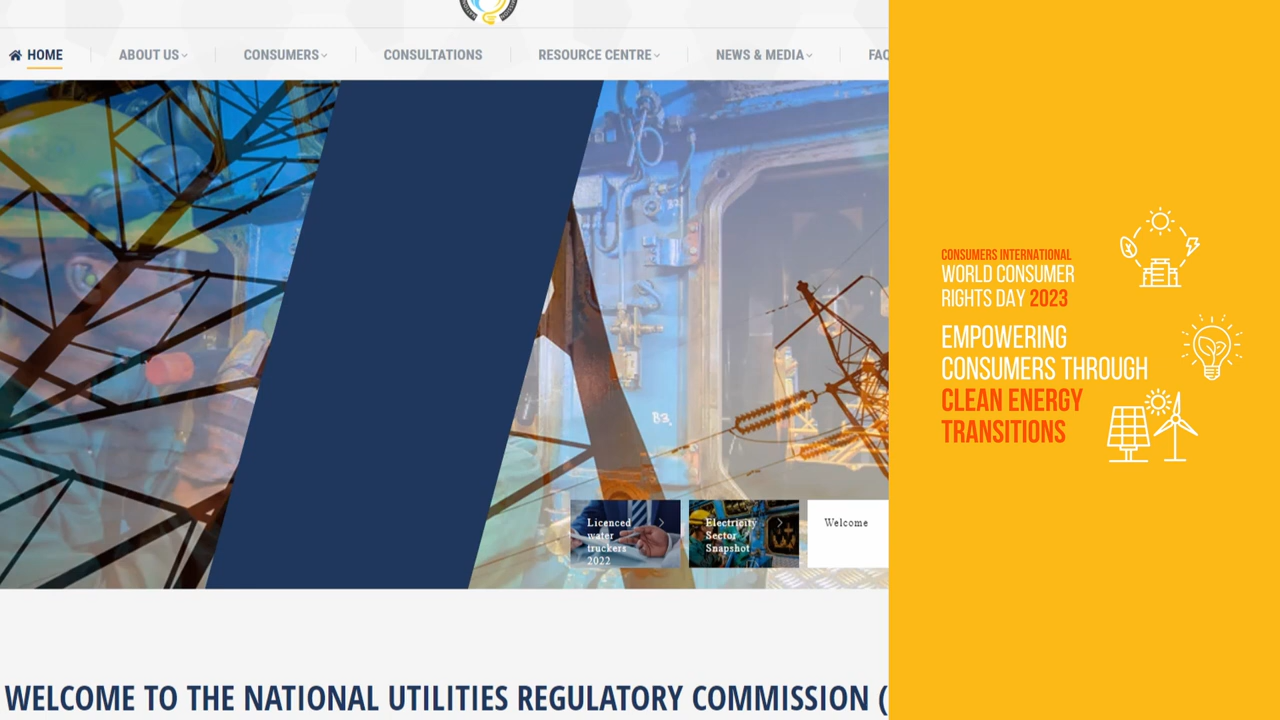 HOME
ABOUT US
CONSUMERS
CONSULTATIONS
RESOURCE CENTRE
NEWS & MEDIA
FAQ
B3
Licenced
water
truckers
2022
Electricity
Sector
Snapshot
Welcome
WELCOME TO THE NATIONAL UTILITIES REGULATORY COMMISSION (
CONSUMERS INTERNATIONAL
WORLD CONSUMER
RIGHTS DAY 2023
EMPOWERING
CONSUMERS THROUGH
CLEAN ENERGY
TRANSITIONS